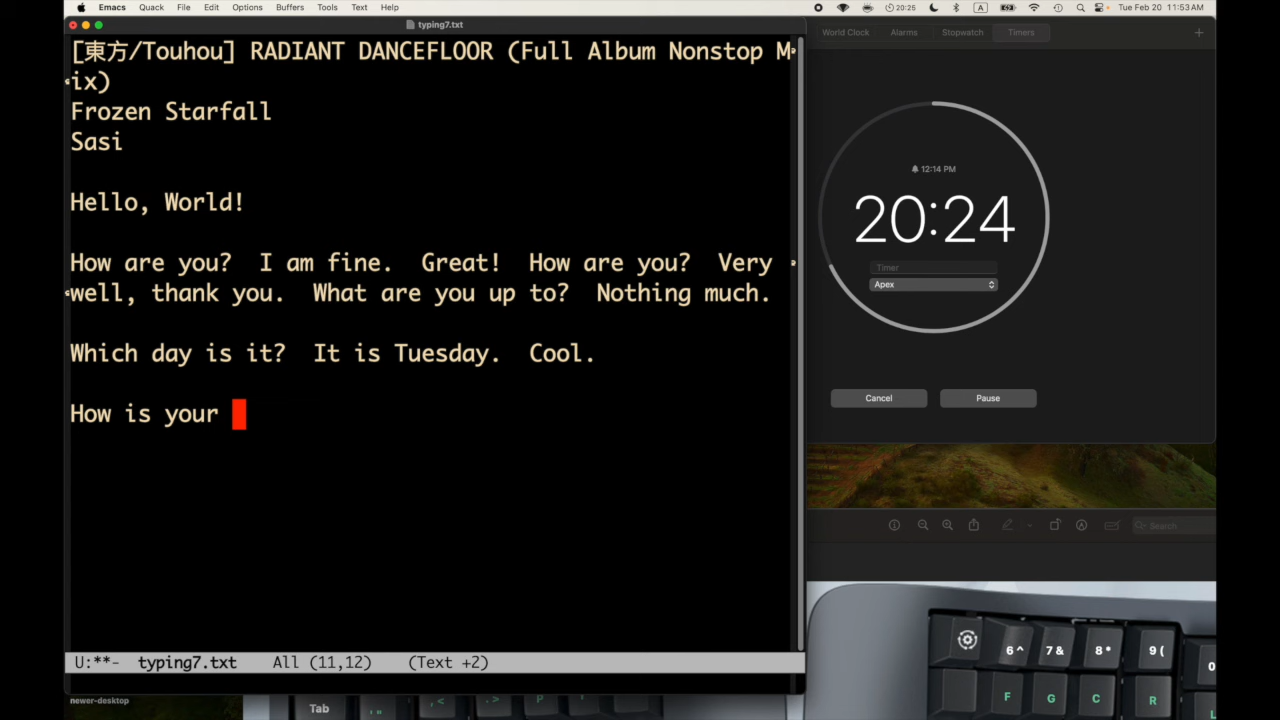 Emacs Quack File Edit Options Buffers Tools Text Help
20:25 A Tue Feb 20 11:53 AM
typing7.txt
[東方/Touhou] RADIANT DANCEFLOOR (Full Album Nonstop M
ix)
Frozen Starfall
Sasi
Hello, World!
How are you?  I am fine.  Great!  How are you?  Very
well, thank you.  What are you up to?  Nothing much.
Which day is it?  It is Tuesday.  Cool.
How is your
U:**-  typing7.txt    All (11,12)    (Text +2)
World Clock Alarms Stopwatch Timers
12:14 PM
20:24
Timer
Apex
Cancel Pause
Search
6 ^ 7 & 8 * 9 ( 0
F G C R L
newer-desktop
Tab , " , < . > P